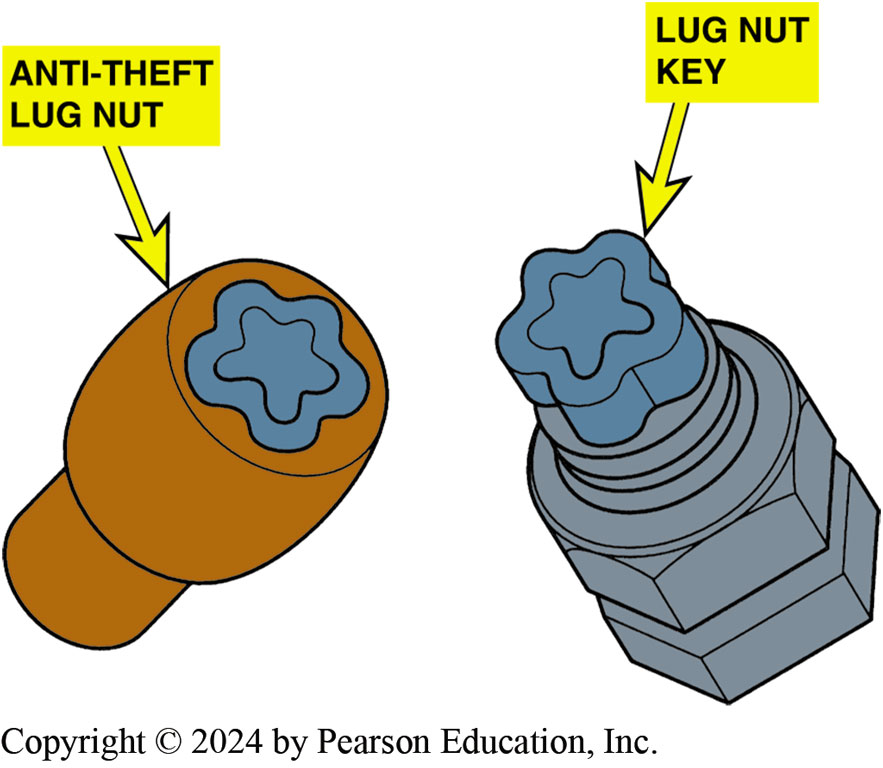 ANTI-THEFT
LUG NUT
LUG NUT
KEY
Copyright © 2024 by Pearson Education, Inc.